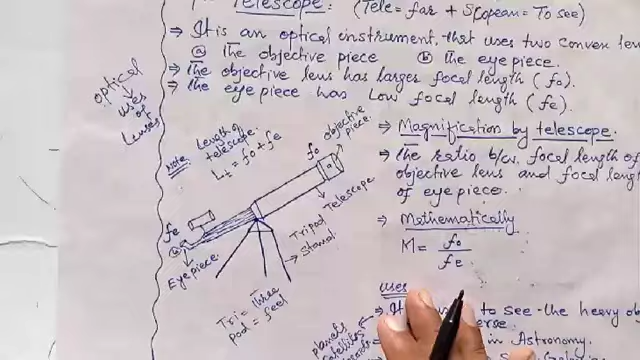 Telescope: (Tele = far + Scopean = To see)
⇒ It is an optical instrument, that uses two convex len
ⓐ The objective piece ⓑ The eye piece.
⇒ The objective lens has larges focal length (fo)
⇒ The eye piece has Low focal length (fe).
optical
uses
of
Lenses
Note
Length of
telescope.
Lt = fo + fe
fo
objective
piece.
Telescope
fe
Eye piece
Tripod
→ Stand
Tri = three
pod = feet
⇒ Magnification by telescope.
⇒ The ratio b/w focal length of
objective lens and focal length
of eye piece.
⇒ Mathematically
M = fo
fe
uses
to see the heavy ob
planets
satellites
in Astronomy.